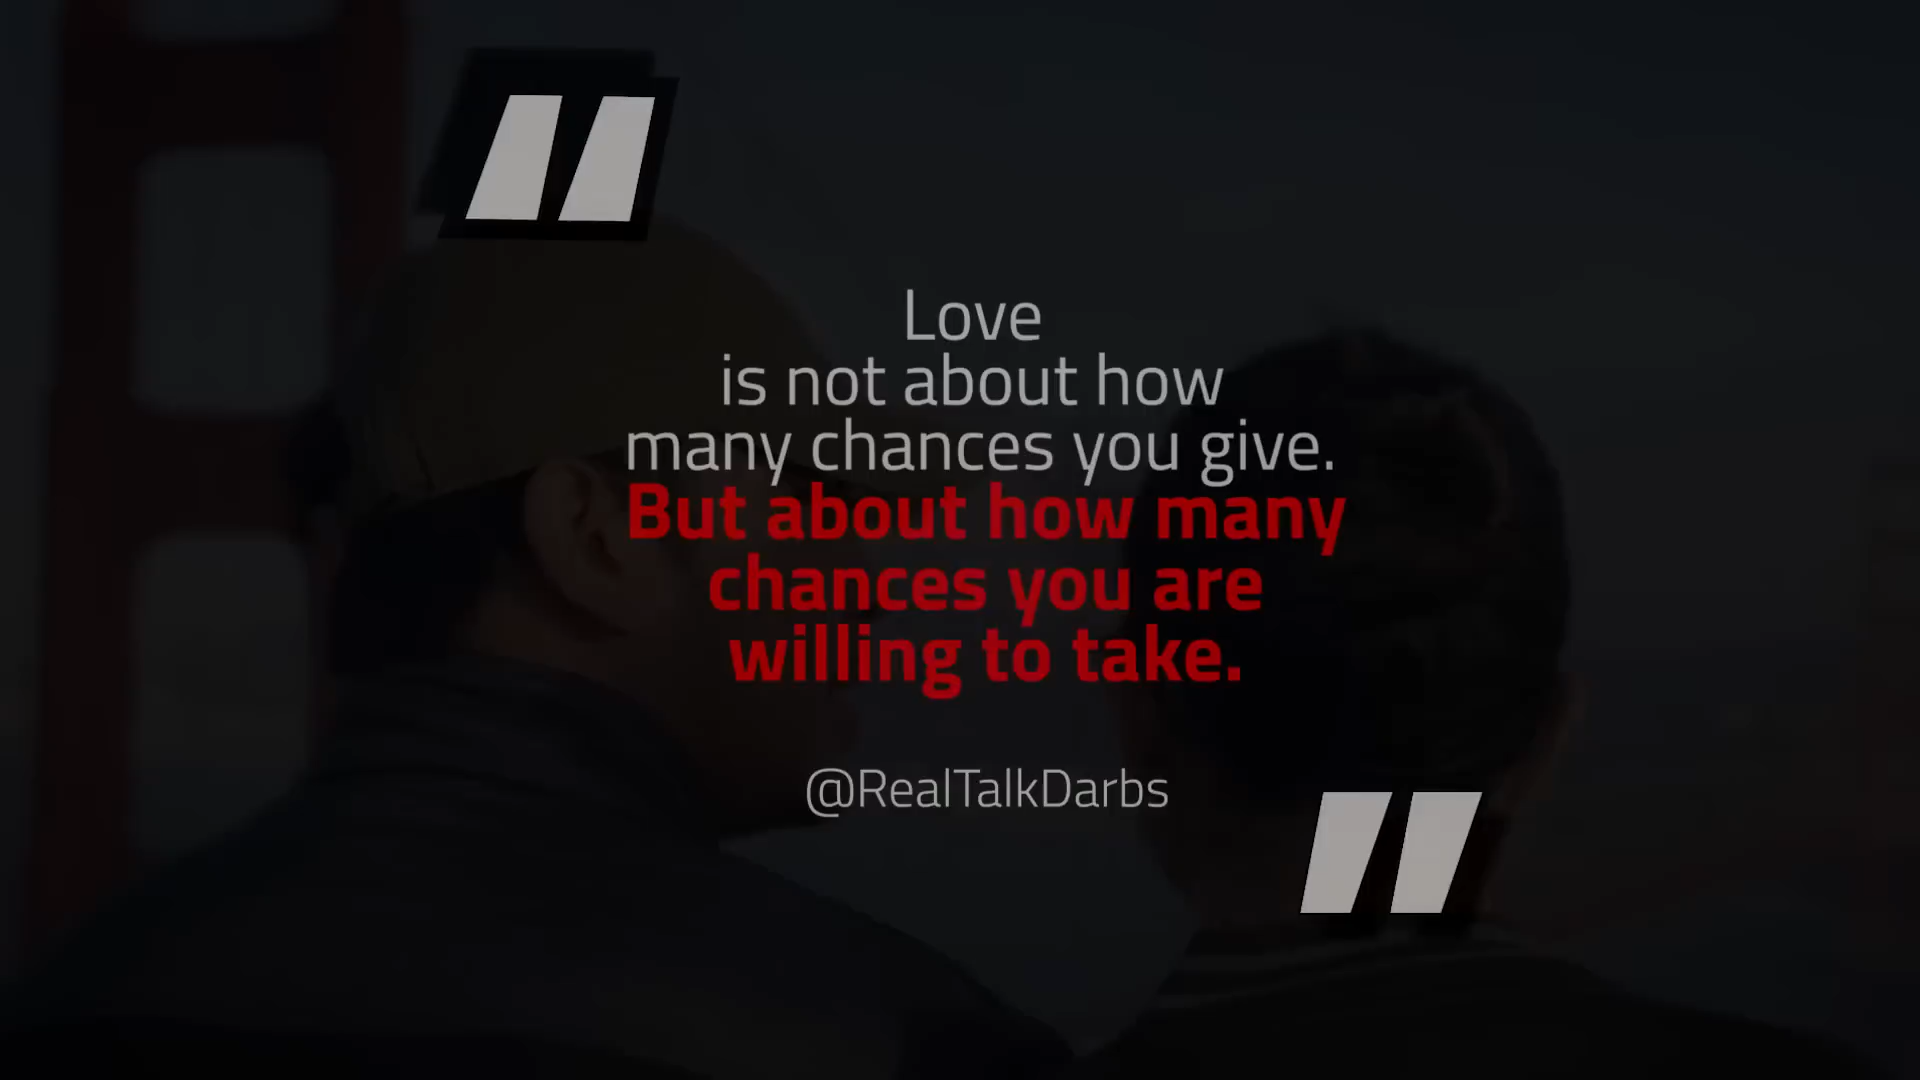 Love
is not about how
many chances you give.
But about how many
chances you are
willing to take.
@RealTalkDarbs